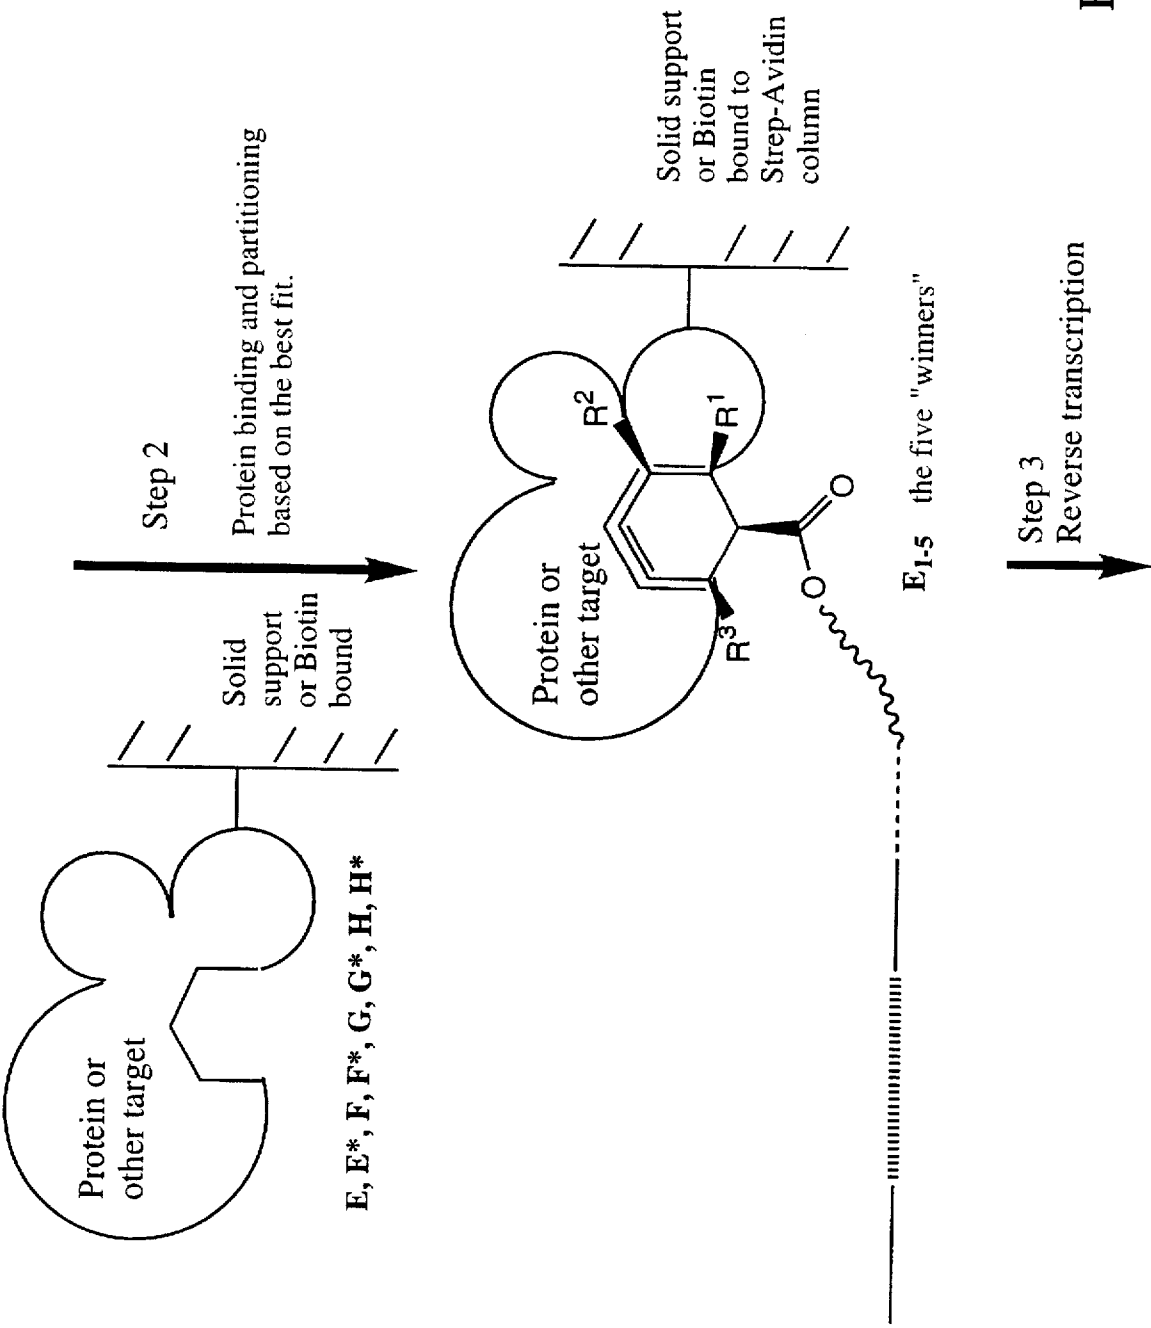 Protein or
other target
Solid
support
or Biotin
bound
E, E*, F, F*, G, G*, H, H*
Step 2
Protein binding and partitioning
based on the best fit.
Protein or
other target
R²
R¹
R³
O
O
Solid support
or Biotin
bound to
Strep-Avidin
column
E1-5 the five "winners"
Step 3
Reverse transcription